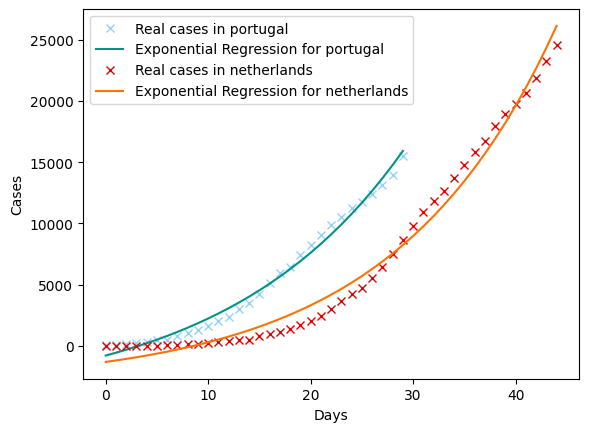 Real cases in portugal
Exponential Regression for portugal
Real cases in netherlands
Exponential Regression for netherlands
25000
20000
15000
10000
5000
0
Cases
0 10 20 30 40
Days